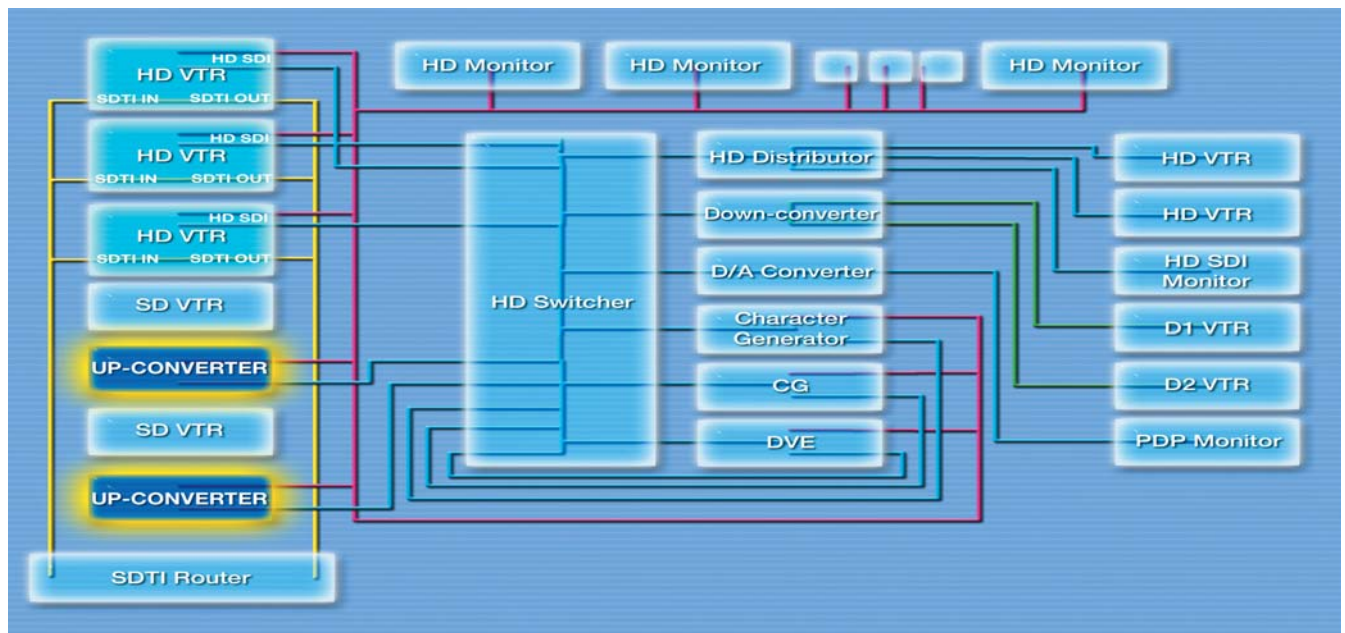 HD SDI
HD VTR
SDTI IN SDTI OUT
HD SDI
HD VTR
SDTI IN SDTI OUT
HD SDI
HD VTR
SDTI IN SDTI OUT
SD VTR
UP-CONVERTER
SD VTR
UP-CONVERTER
SDTI Router
HD Monitor
HD Monitor
HD Monitor
HD Switcher
HD Distributor
Down-converter
D/A Converter
Character
Generator
CG
DVE
HD VTR
HD VTR
HD SDI
Monitor
D1 VTR
D2 VTR
PDP Monitor